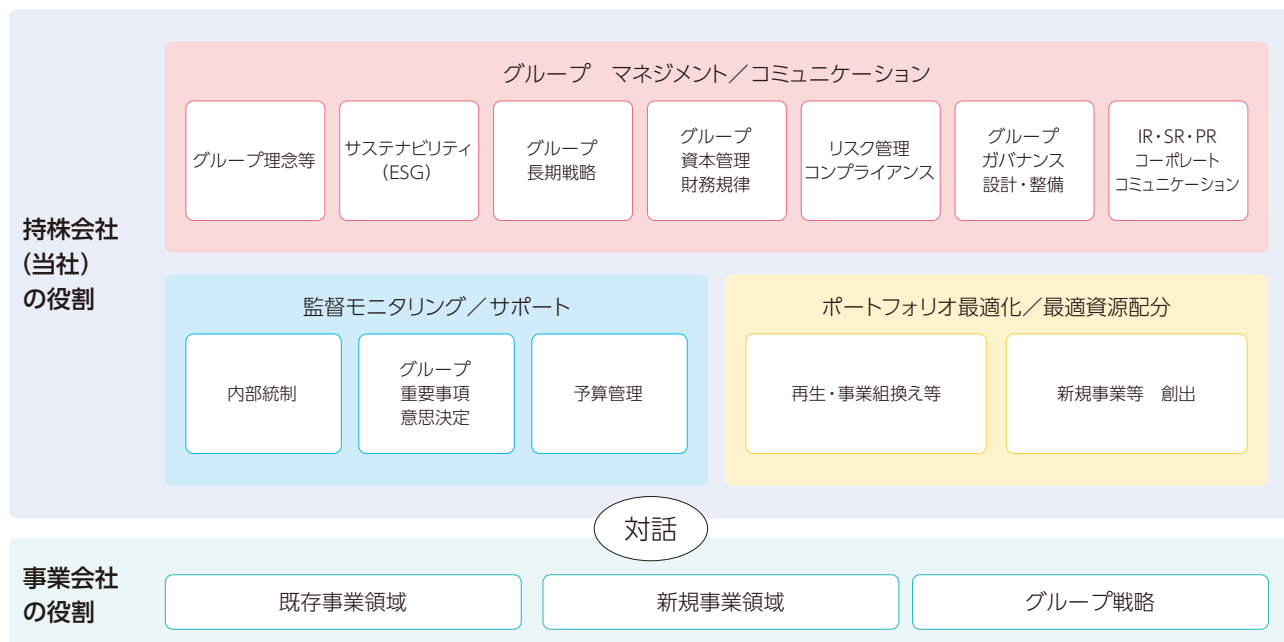 持株会社
(当社)
の役割
グループ　マネジメント／コミュニケーション
グループ理念等
サステナビリティ
(ESG)
グループ
長期戦略
グループ
資本管理
財務規律
リスク管理
コンプライアンス
グループ
ガバナンス
設計・整備
IR・SR・PR
コーポレート
コミュニケーション
監督モニタリング／サポート
内部統制
グループ
重要事項
意思決定
予算管理
ポートフォリオ最適化／最適資源配分
再生・事業組換え等
新規事業等　創出
対話
事業会社
の役割
既存事業領域
新規事業領域
グループ戦略